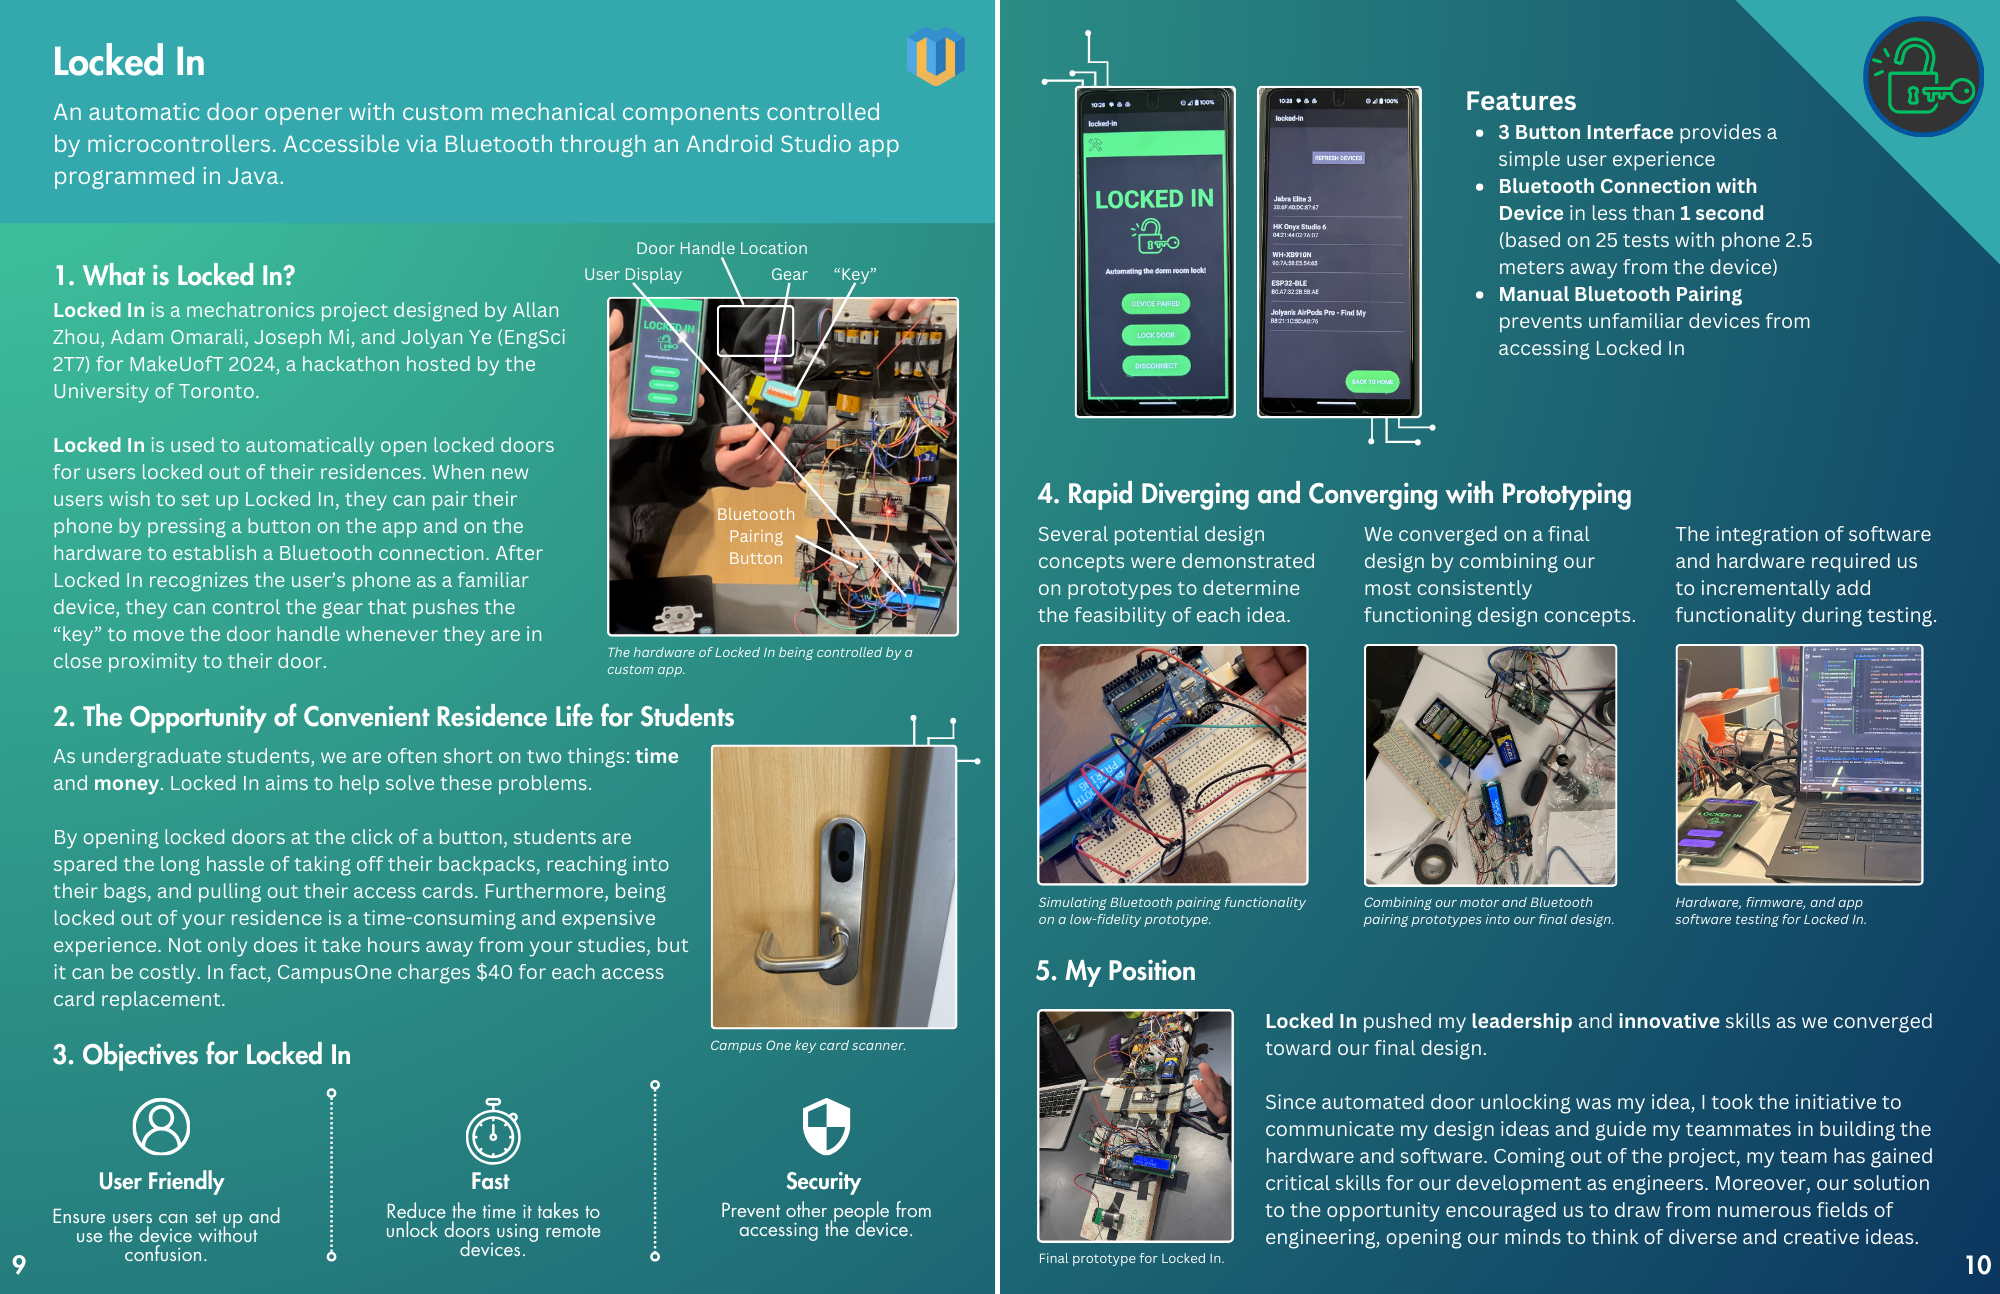 Locked In
An automatic door opener with custom mechanical components controlled
by microcontrollers. Accessible via Bluetooth through an Android Studio app
programmed in Java.
1. What is Locked In?
Locked In is a mechatronics project designed by Allan
Zhou, Adam Omarali, Joseph Mi, and Jolyan Ye (EngSci
2T7) for MakeUofT 2024, a hackathon hosted by the
University of Toronto.
Locked In is used to automatically open locked doors
for users locked out of their residences. When new
users wish to set up Locked In, they can pair their
phone by pressing a button on the app and on the
hardware to establish a Bluetooth connection. After
Locked In recognizes the user’s phone as a familiar
device, they can control the gear that pushes the
“key” to move the door handle whenever they are in
close proximity to their door.
Door Handle Location
User Display
Gear
“Key”
LOCKED IN
Bluetooth
Pairing
Button
The hardware of Locked In being controlled by a
custom app.
2. The Opportunity of Convenient Residence Life for Students
As undergraduate students, we are often short on two things: time
and money. Locked In aims to help solve these problems.
By opening locked doors at the click of a button, students are
spared the long hassle of taking off their backpacks, reaching into
their bags, and pulling out their access cards. Furthermore, being
locked out of your residence is a time-consuming and expensive
experience. Not only does it take hours away from your studies, but
it can be costly. In fact, CampusOne charges $40 for each access
card replacement.
Campus One key card scanner.
3. Objectives for Locked In
User Friendly
Ensure users can set up and
use the device without
confusion.
Fast
Reduce the time it takes to
unlock doors using remote
devices.
Security
Prevent other people from
accessing the device.
9
10:28
100%
locked-in
LOCKED IN
Automating the dorm room lock!
DEVICE PAIRED
LOCK DOOR
DISCONNECT
10:28
100%
locked-in
REFRESH DEVICES
Jabra Elite 3
HK Onyx Studio 6
WH-XB910N
ESP32-BLE
Jolyan's AirPods Pro - Find My
BACK TO HOME
Features
3 Button Interface provides a
simple user experience
Bluetooth Connection with
Device in less than 1 second
(based on 25 tests with phone 2.5
meters away from the device)
Manual Bluetooth Pairing
prevents unfamiliar devices from
accessing Locked In
4. Rapid Diverging and Converging with Prototyping
Several potential design
concepts were demonstrated
on prototypes to determine
the feasibility of each idea.
We converged on a final
design by combining our
most consistently
functioning design concepts.
The integration of software
and hardware required us
to incrementally add
functionality during testing.
Simulating Bluetooth pairing functionality
on a low-fidelity prototype.
Combining our motor and Bluetooth
pairing prototypes into our final design.
Hardware, firmware, and app
software testing for Locked In.
5. My Position
Locked In pushed my leadership and innovative skills as we converged
toward our final design.
Since automated door unlocking was my idea, I took the initiative to
communicate my design ideas and guide my teammates in building the
hardware and software. Coming out of the project, my team has gained
critical skills for our development as engineers. Moreover, our solution
to the opportunity encouraged us to draw from numerous fields of
engineering, opening our minds to think of diverse and creative ideas.
Final prototype for Locked In.
10